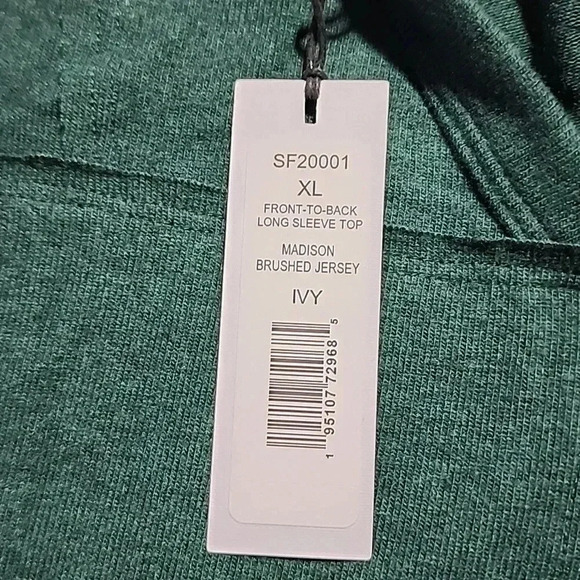 SF20001
XL
FRONT-TO-BACK
LONG SLEEVE TOP
MADISON
BRUSHED JERSEY
IVY
1 95107 72968 5